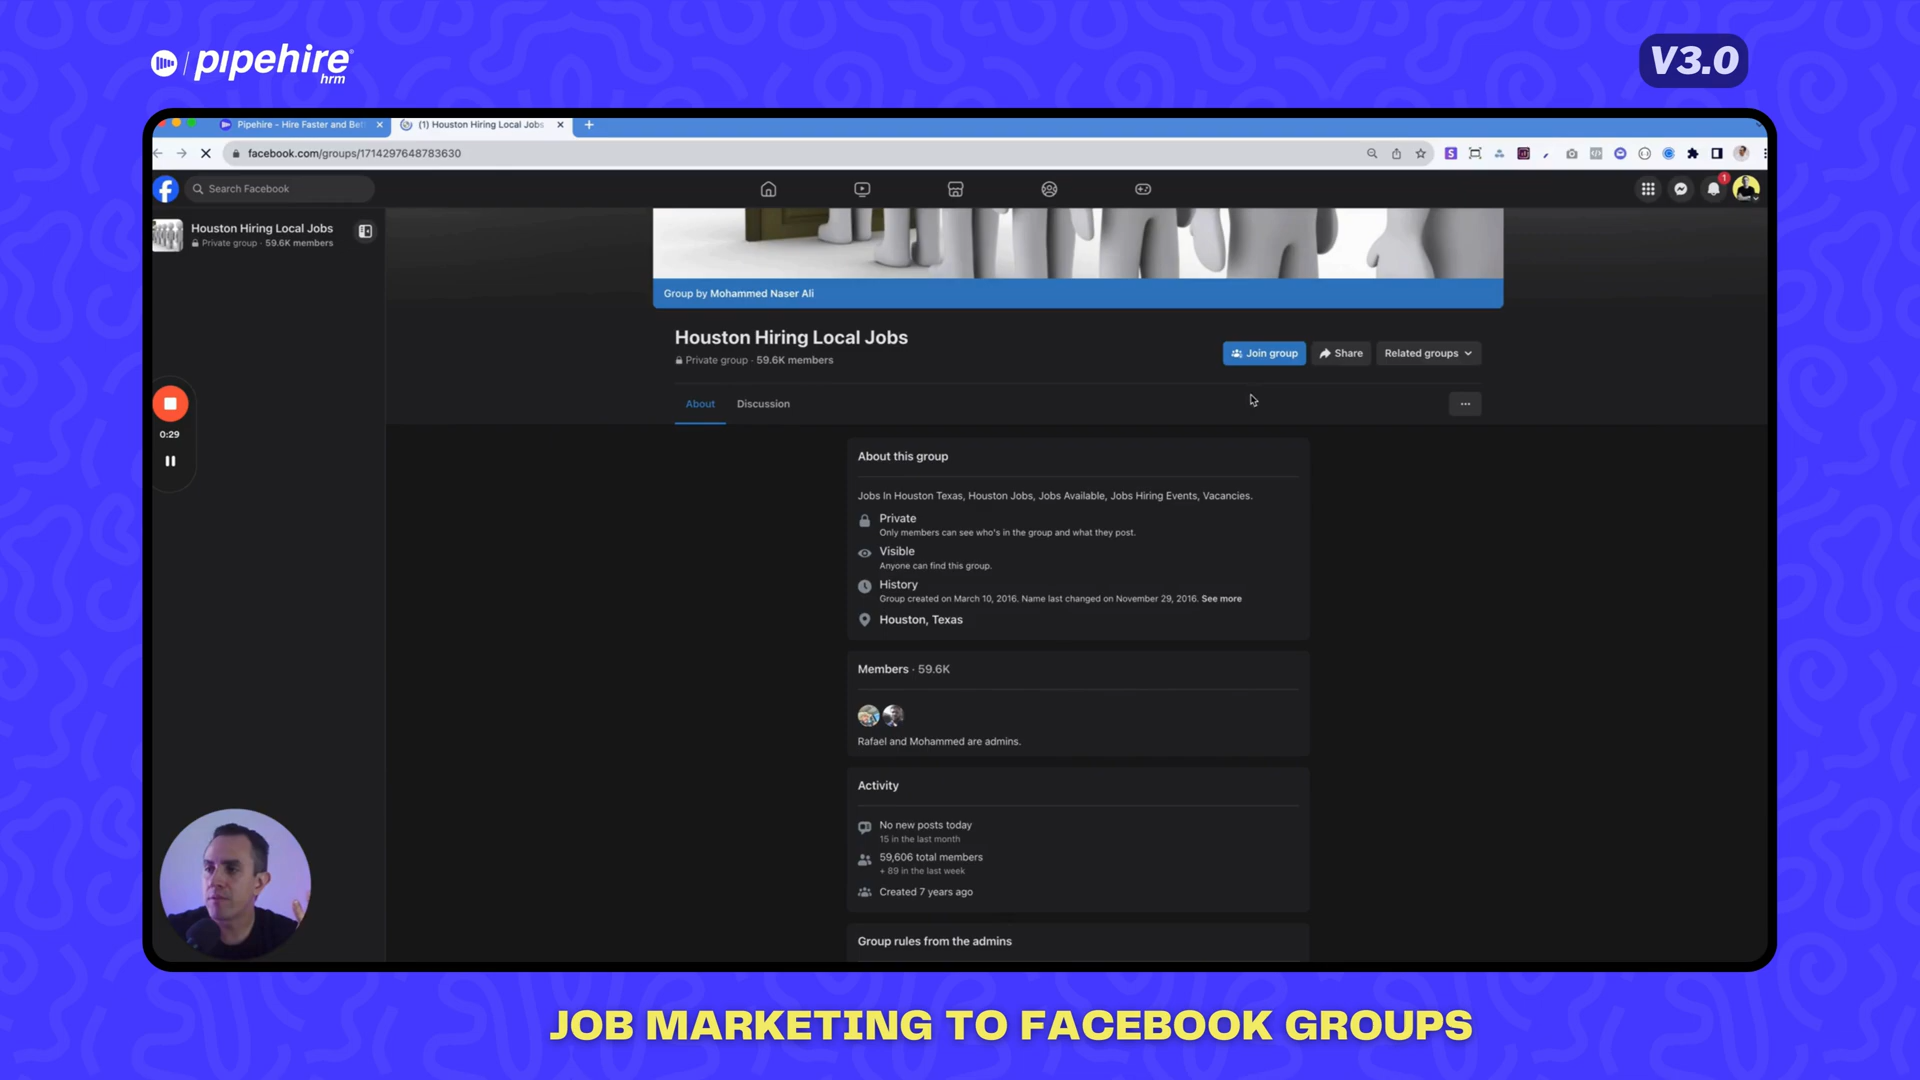 pipehire
hrm
V3.0
Pipehire - Hire Faster and Bet
(1) Houston Hiring Local Jobs
facebook.com/groups/1714297648783630
Search Facebook
1
Houston Hiring Local Jobs
Private group · 59.6K members
Group by Mohammed Naser Ali
Houston Hiring Local Jobs
Private group · 59.6K members
Join group
Share
Related groups
About
Discussion
0:29
About this group
Jobs In Houston Texas, Houston Jobs, Jobs Available, Jobs Hiring Events, Vacancies.
Private
Only members can see who's in the group and what they post.
Visible
Anyone can find this group.
History
Group created on March 10, 2016. Name last changed on November 29, 2016. See more
Houston, Texas
Members · 59.6K
Rafael and Mohammed are admins.
Activity
No new posts today
15 in the last month
59,606 total members
+ 89 in the last week
Created 7 years ago
Group rules from the admins
JOB MARKETING TO FACEBOOK GROUPS